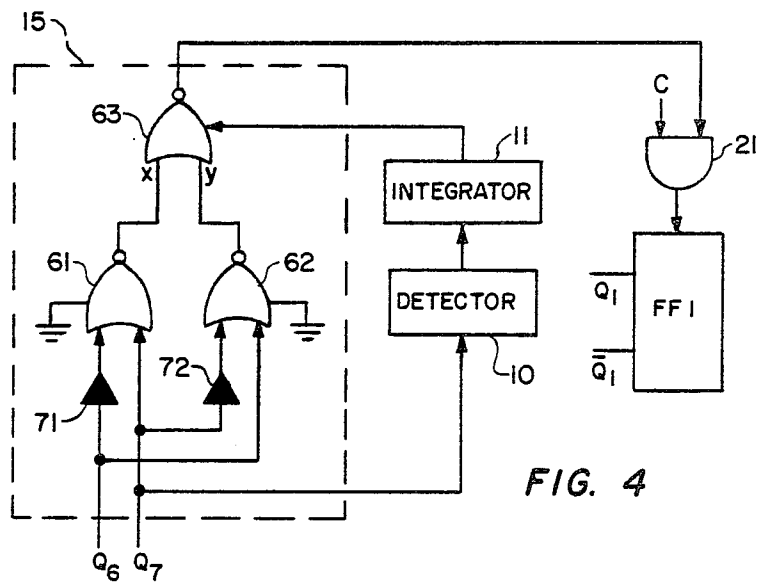 15
63
C
21
x
y
11
INTEGRATOR
61
62
DETECTOR
10
Q1
FF1
Q̅1
71
72
FIG. 4
Q6
Q7